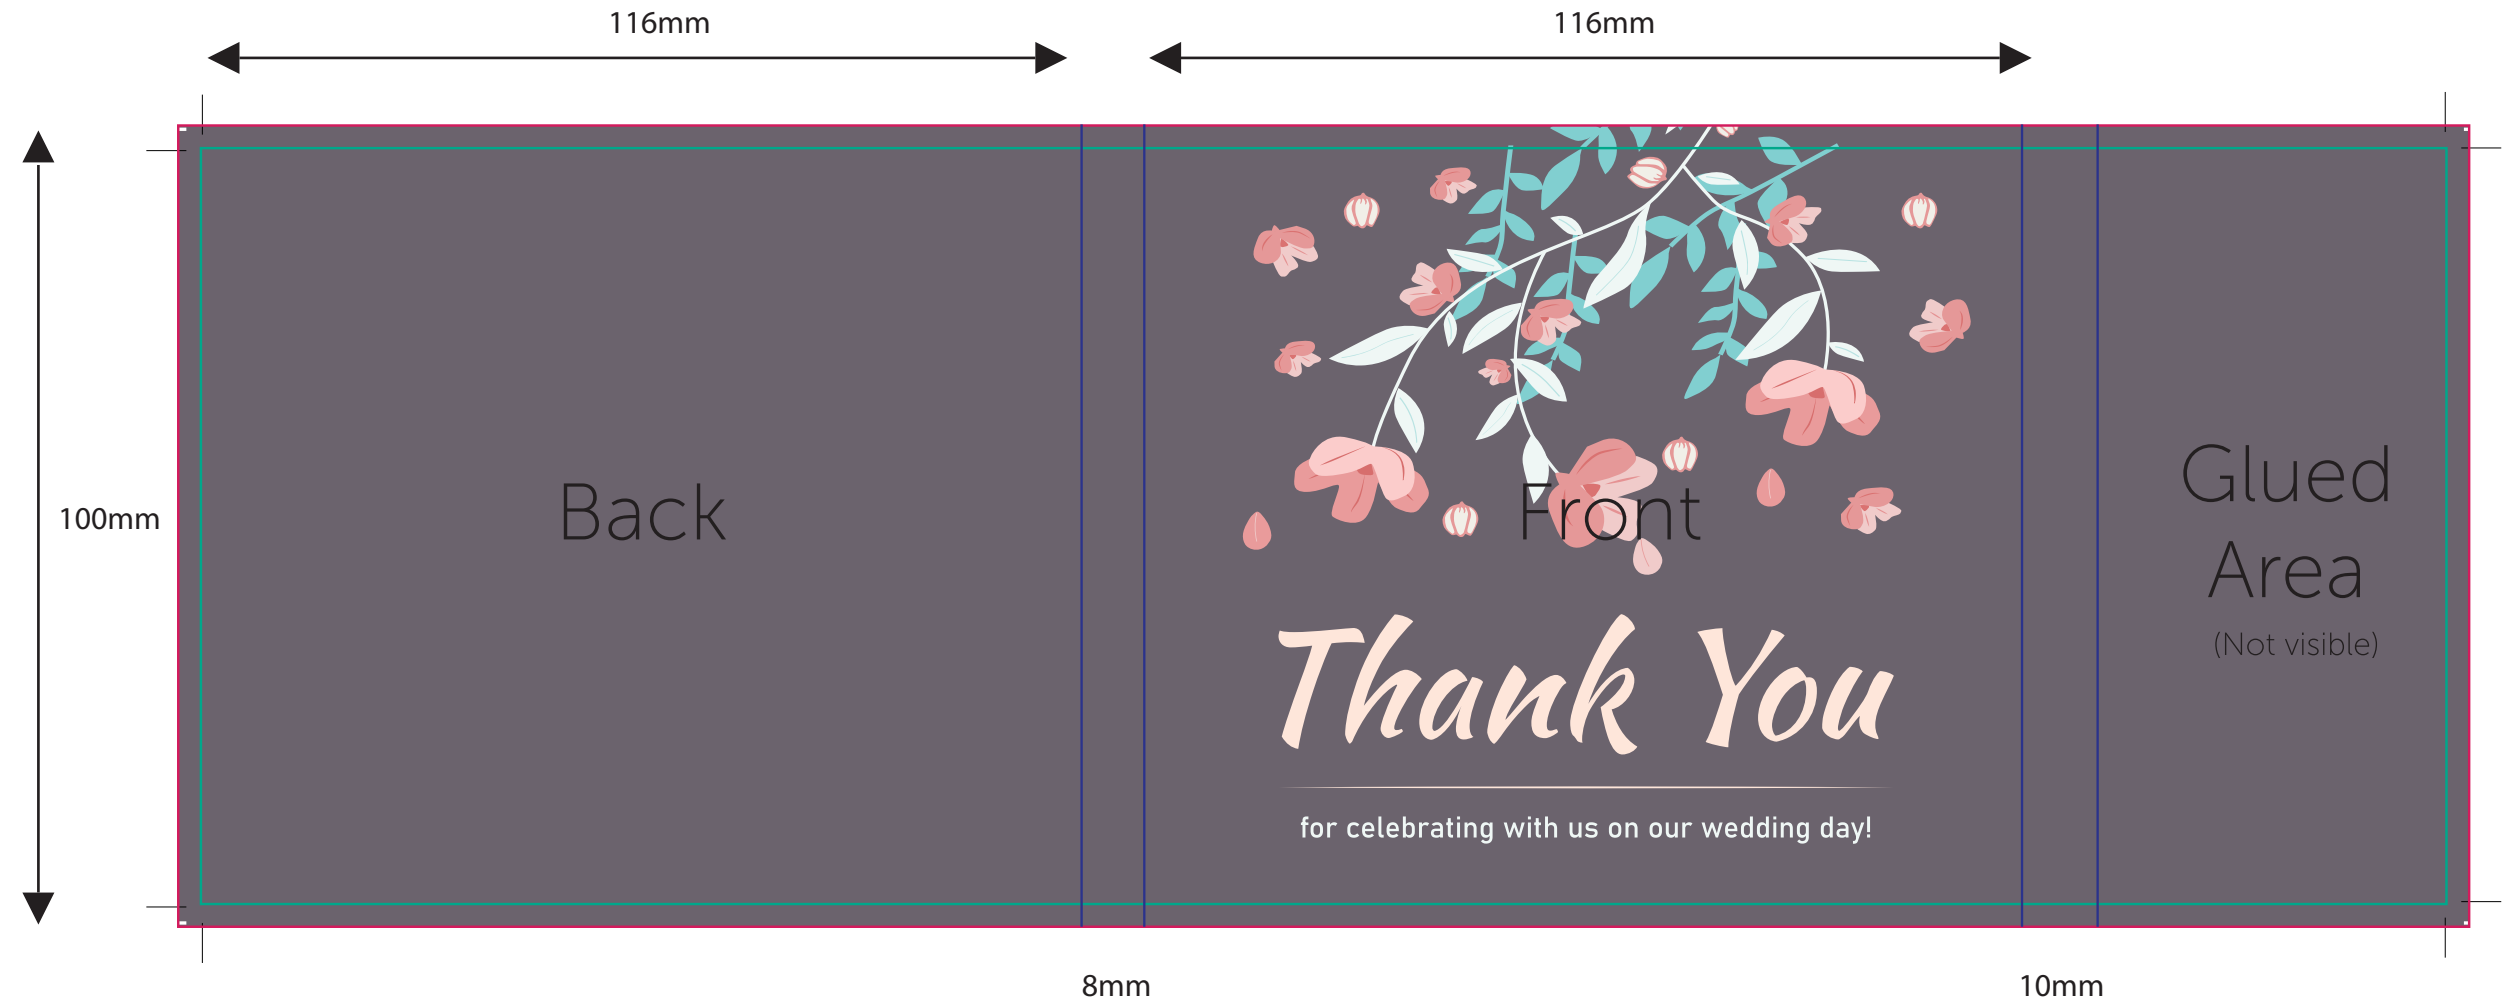 116mm
116mm
100mm
Back
Front
Glued
Area
(Not visible)
Thank You
for celebrating with us on our wedding day!
8mm
10mm